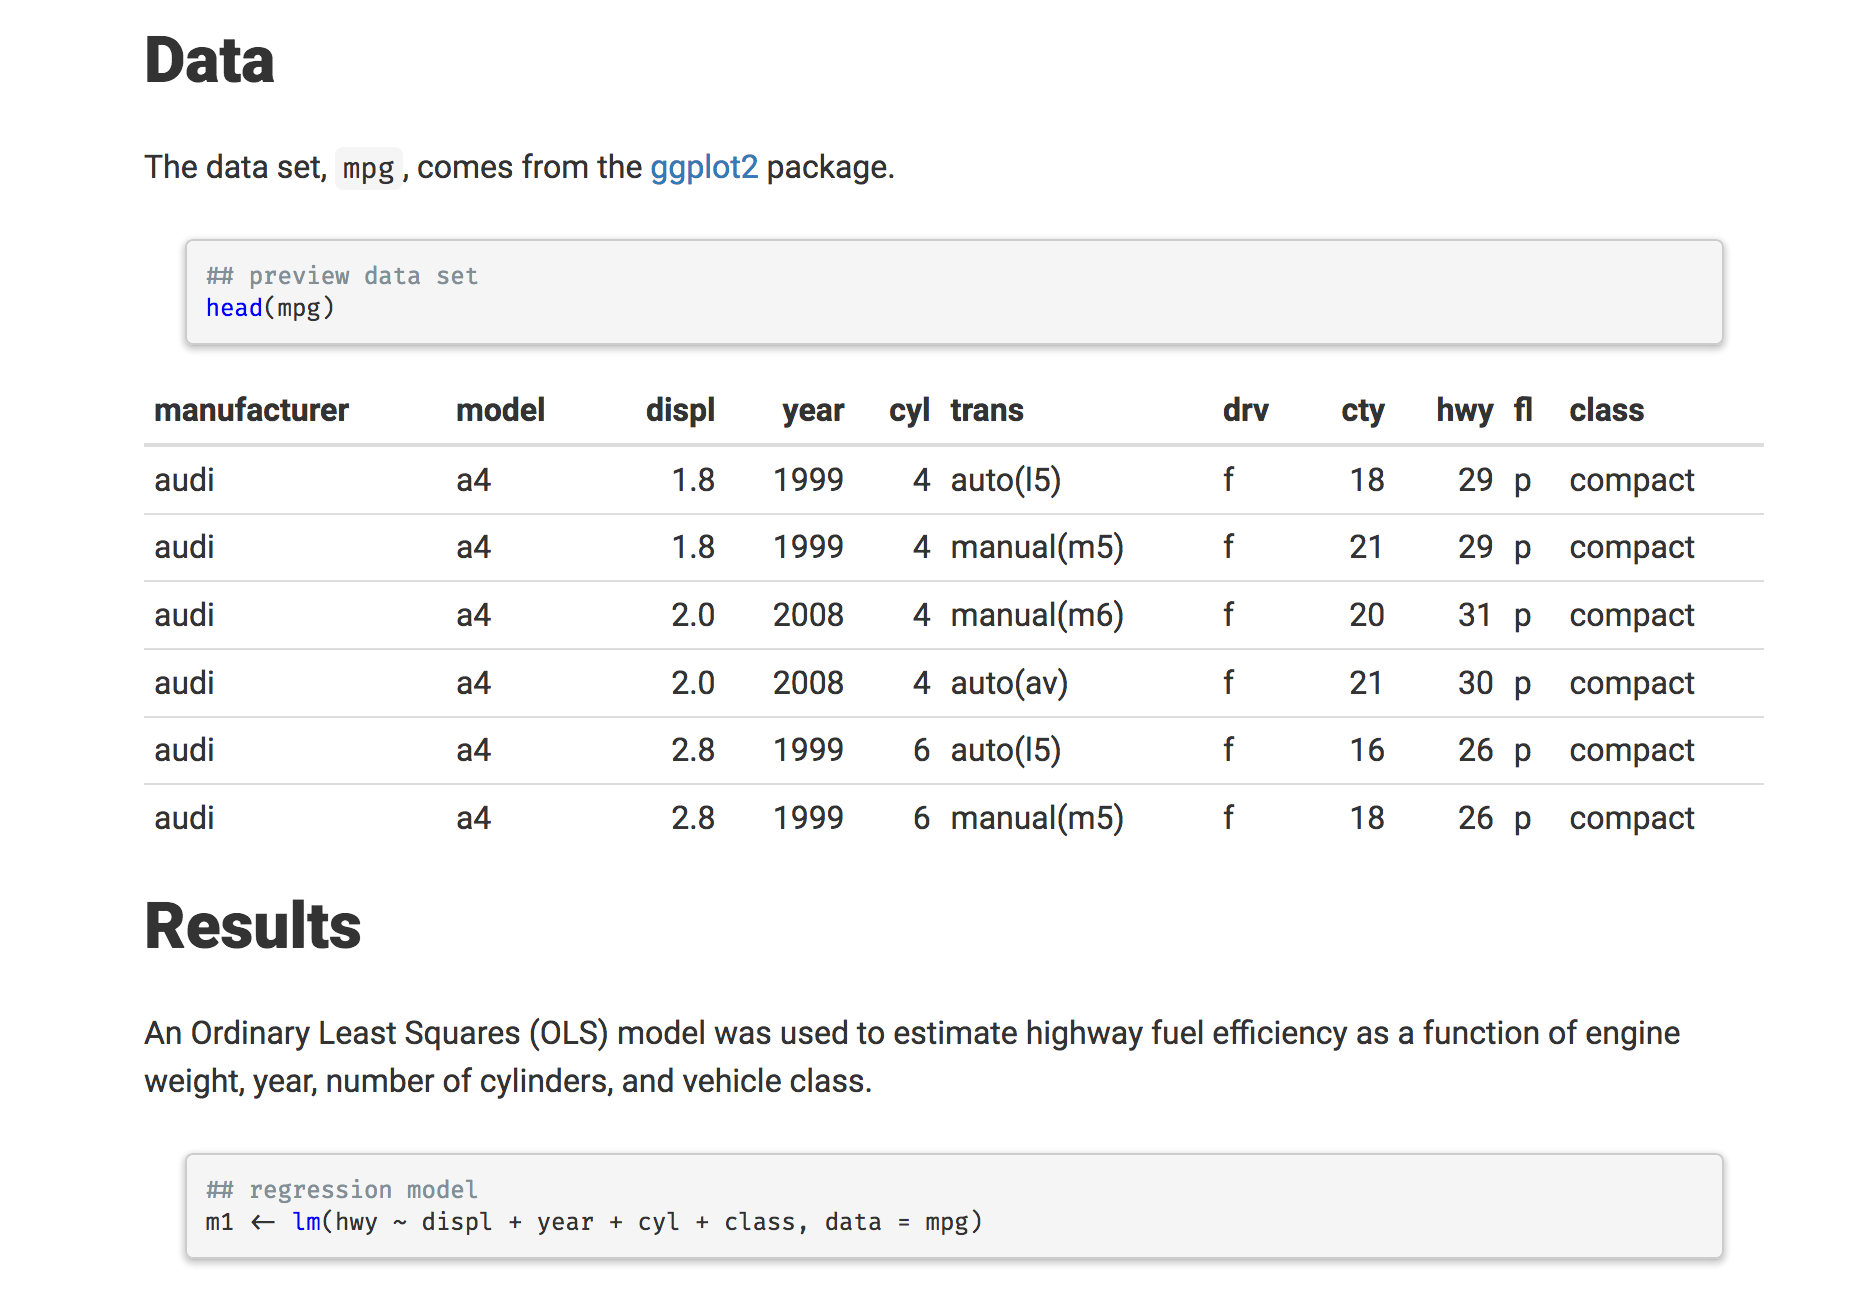 Data
The data set, mpg, comes from the ggplot2 package.
## preview data set
head(mpg)
manufacturer model displ year cyl trans drv cty hwy fl class
audi a4 1.8 1999 4 auto(l5) f 18 29 p compact
audi a4 1.8 1999 4 manual(m5) f 21 29 p compact
audi a4 2.0 2008 4 manual(m6) f 20 31 p compact
audi a4 2.0 2008 4 auto(av) f 21 30 p compact
audi a4 2.8 1999 6 auto(l5) f 16 26 p compact
audi a4 2.8 1999 6 manual(m5) f 18 26 p compact
Results
An Ordinary Least Squares (OLS) model was used to estimate highway fuel efficiency as a function of engine
weight, year, number of cylinders, and vehicle class.
## regression model
m1 ← lm(hwy ~ displ + year + cyl + class, data = mpg)